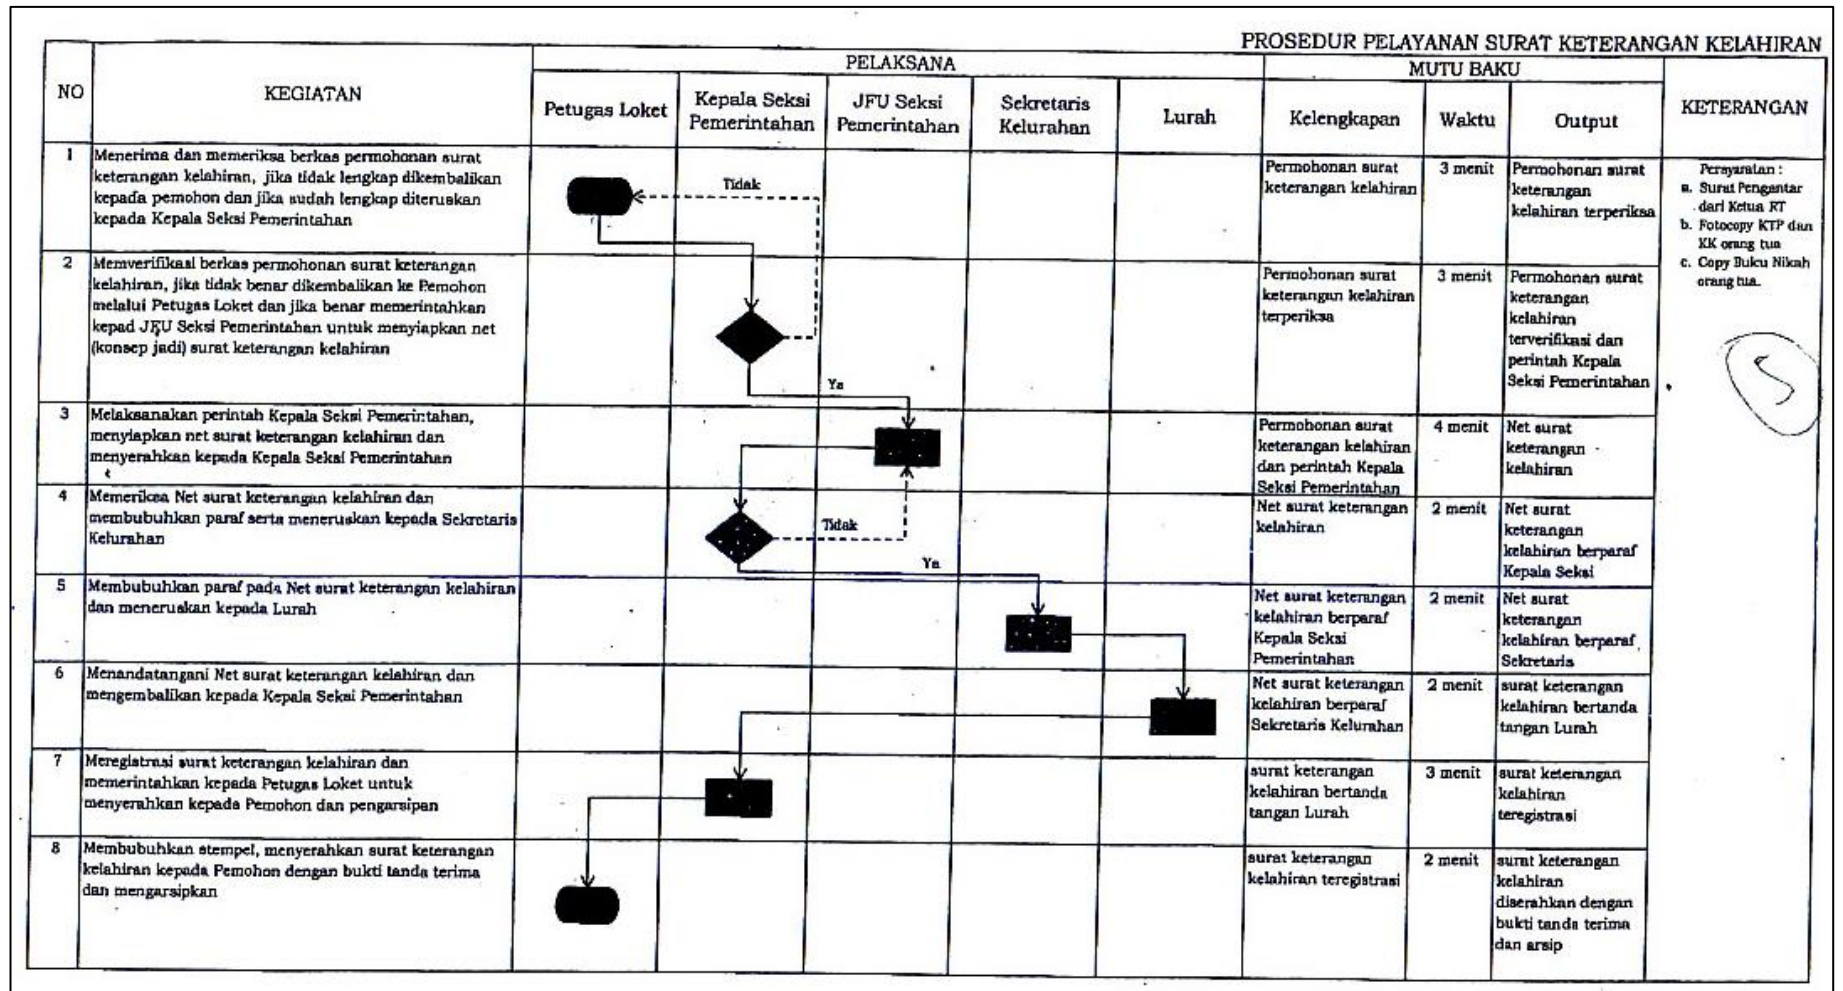 PROSEDUR PELAYANAN SURAT KETERANGAN KELAHIRAN
NO
KEGIATAN
PELAKSANA
MUTU BAKU
KETERANGAN
Petugas Loket
Kepala Seksi
Pemerintahan
JFU Seksi
Pemerintahan
Sekretaris
Kelurahan
Lurah
Kelengkapan
Waktu
Output
1
Menerima dan memeriksa berkas permohonan surat
keterangan kelahiran, jika tidak lengkap dikembalikan
kepada pemohon dan jika sudah lengkap diteruskan
kepada Kepala Seksi Pemerintahan
Tidak
Permohonan surat
keterangan kelahiran
3 menit
Permohonan surat
keterangan
kelahiran terperiksa
Persyaratan :
a. Surat Pengantar
dari Ketua RT
b. Fotocopy KTP dan
KK orang tua
c. Copy Buku Nikah
orang tua.
2
Memverifikasi berkas permohonan surat keterangan
kelahiran, jika tidak benar dikembalikan ke Pemohon
melalui Petugas Loket dan jika benar memerintahkan
kepad JFU Seksi Pemerintahan untuk menyiapkan net
(konsep jadi) surat keterangan kelahiran
Ya
Permohonan surat
keterangan kelahiran
terperiksa
3 menit
Permohonan surat
keterangan
kelahiran
terverifikasi dan
perintah Kepala
Seksi Pemerintahan
S
3
Melaksanakan perintah Kepala Seksi Pemerintahan,
menyiapkan net surat keterangan kelahiran dan
menyerahkan kepada Kepala Seksi Pemerintahan
Permohonan surat
keterangan kelahiran
dan perintah Kepala
Seksi Pemerintahan
4 menit
Net surat
keterangan
kelahiran
4
Memeriksa Net surat keterangan kelahiran dan
membubuhkan paraf serta meneruskan kepada Sekretaris
Kelurahan
Tidak
Ya
Net surat keterangan
kelahiran
2 menit
Net surat
keterangan
kelahiran berparaf
Kepala Seksi
5
Membubuhkan paraf pada Net surat keterangan kelahiran
dan meneruskan kepada Lurah
Net surat keterangan
kelahiran berparaf
Kepala Seksi
Pemerintahan
2 menit
Net surat
keterangan
kelahiran berparaf
Sekretaris
6
Menandatangani Net surat keterangan kelahiran dan
mengembalikan kepada Kepala Seksi Pemerintahan
Net surat keterangan
kelahiran berparaf
Sekretaris Kelurahan
2 menit
surat keterangan
kelahiran bertanda
tangan Lurah
7
Meregistrasi surat keterangan kelahiran dan
memerintahkan kepada Petugas Loket untuk
menyerahkan kepada Pemohon dan pengarsipan
surat keterangan
kelahiran bertanda
tangan Lurah
3 menit
surat keterangan
kelahiran
teregistrasi
8
Membubuhkan stempel, menyerahkan surat keterangan
kelahiran kepada Pemohon dengan bukti tanda terima
dan mengarsipkan
surat keterangan
kelahiran teregistrasi
2 menit
surat keterangan
kelahiran
diserahkan dengan
bukti tanda terima
dan arsip